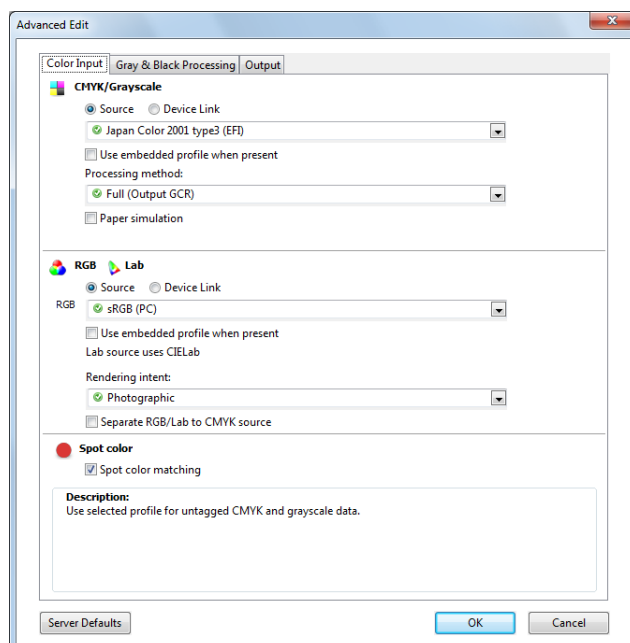 Advanced Edit
Color Input Gray & Black Processing Output
CMYK/Grayscale
Source Device Link
Japan Color 2001 type3 (EFI)
Use embedded profile when present
Processing method:
Full (Output GCR)
Paper simulation
RGB Lab
Source Device Link
RGB sRGB (PC)
Use embedded profile when present
Lab source uses CIELab
Rendering intent:
Photographic
Separate RGB/Lab to CMYK source
Spot color
Spot color matching
Description:
Use selected profile for untagged CMYK and grayscale data.
Server Defaults OK Cancel